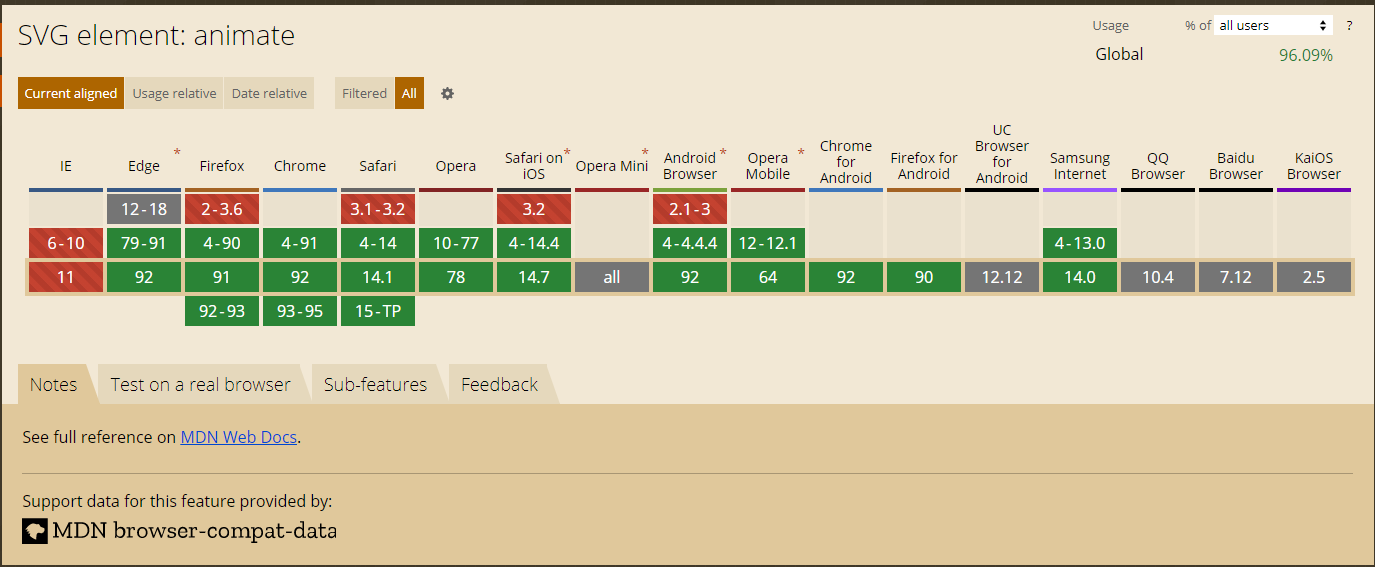 SVG element: animate
Usage % of all users ?
Global 96.09%
Current aligned Usage relative Date relative Filtered All
IE Edge * Firefox Chrome Safari Opera Safari on iOS * Opera Mini * Android Browser * Opera Mobile * Chrome for Android Firefox for Android UC Browser for Android Samsung Internet QQ Browser Baidu Browser KaiOS Browser
12-18 2-3.6 3.1-3.2 3.2 2.1-3
6-10 79-91 4-90 4-91 4-14 10-77 4-14.4 4-4.4.4 12-12.1 4-13.0
11 92 91 92 14.1 78 14.7 all 92 64 92 90 12.12 14.0 10.4 7.12 2.5
92-93 93-95 15-TP
Notes Test on a real browser Sub-features Feedback
See full reference on MDN Web Docs.
Support data for this feature provided by:
MDN browser-compat-data